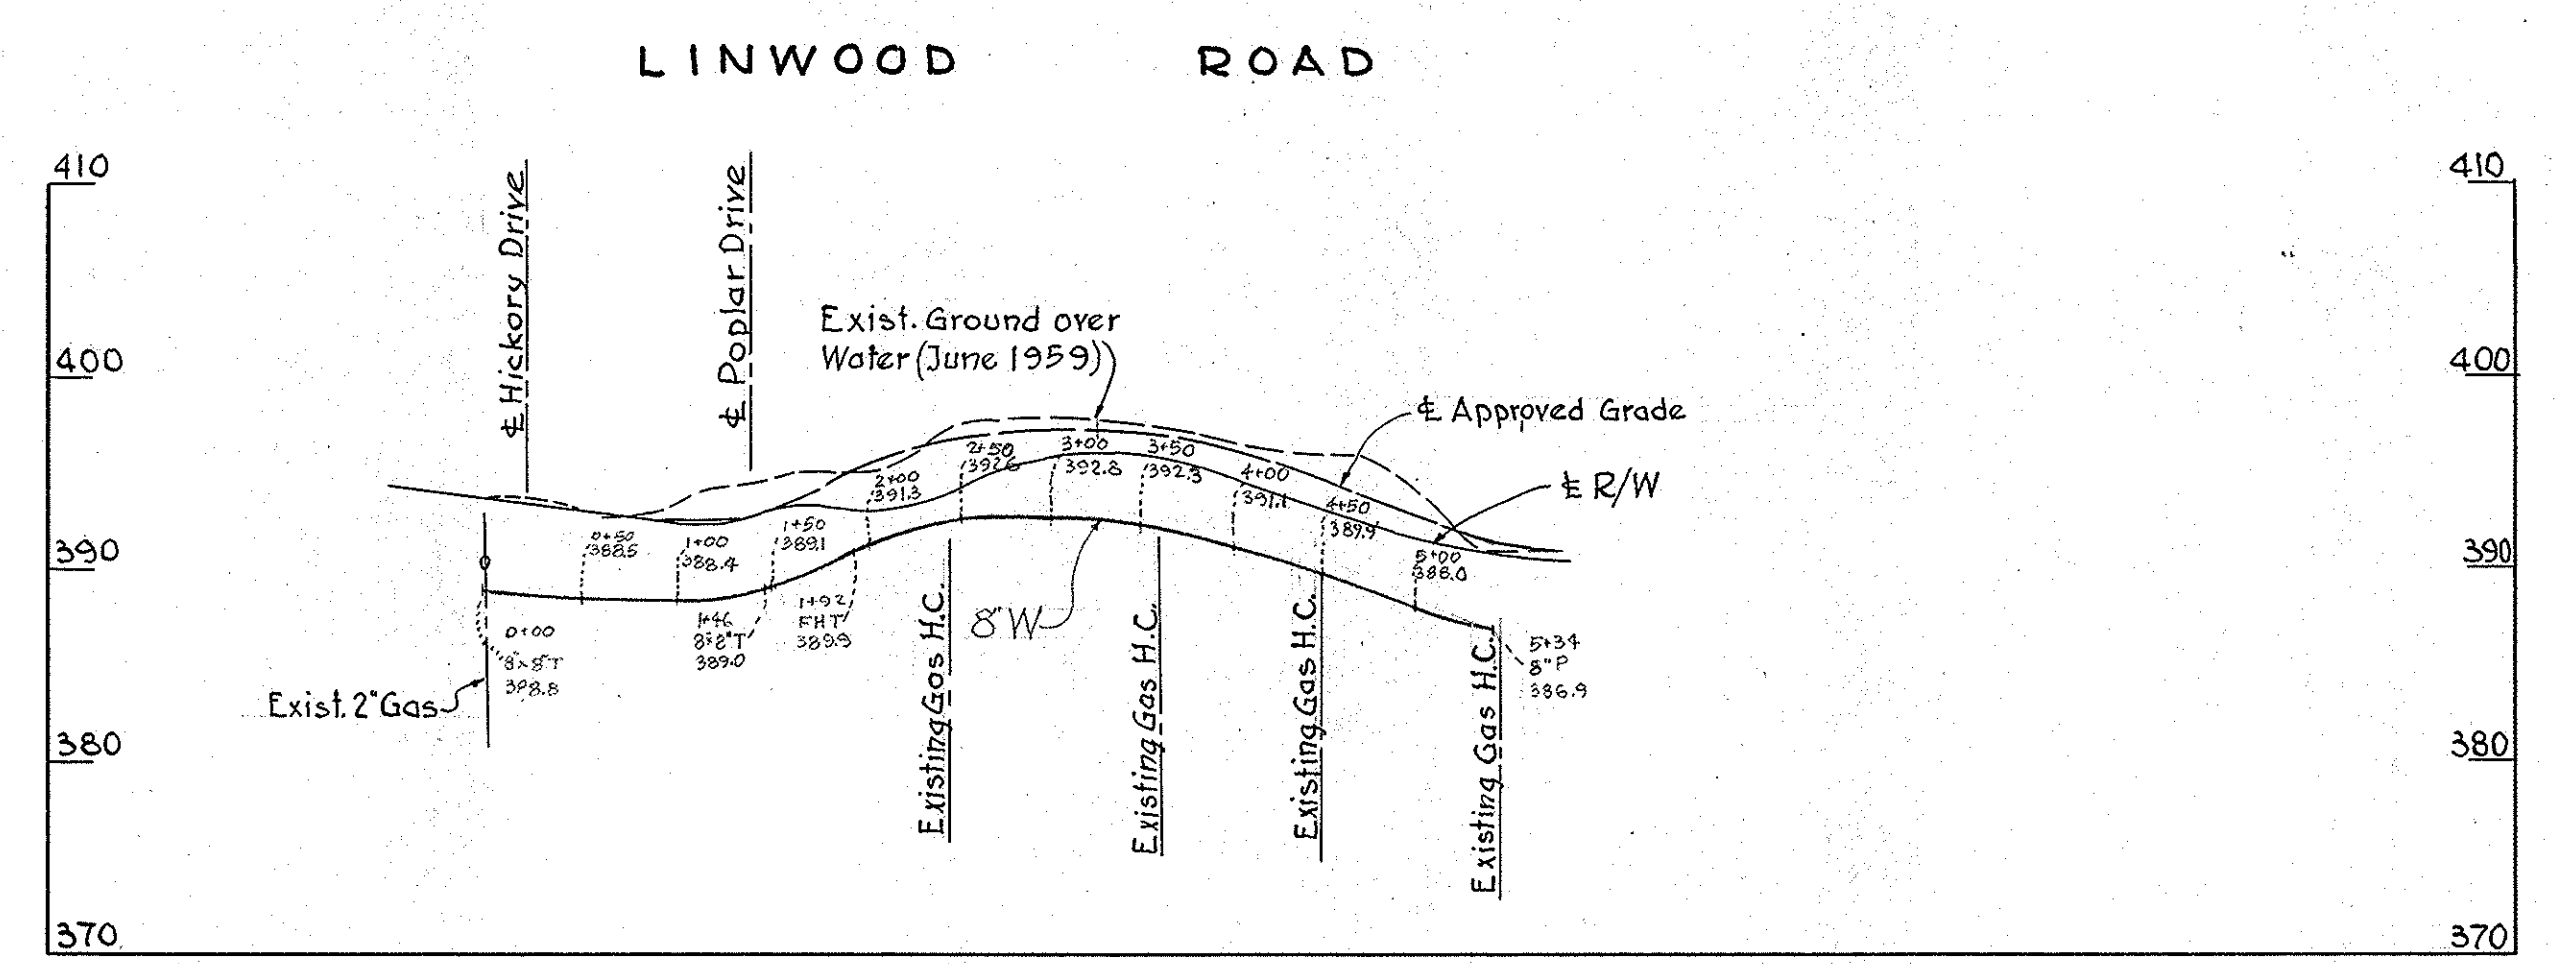 LINWOOD ROAD
410
410
℄ Hickory Drive
℄ Poplar Drive
Exist. Ground over
Water (June 1959)
400
400
℄ Approved Grade
℄ R/W
2+50
392.6
3+00
392.8
3+50
392.3
4+00
391.1
4+50
389.9
5+00
388.0
2+00
391.3
1+50
389.1
1+00
388.4
0+50
388.5
390
390
0+00
8"x8"T
388.8
1+46
8"x8"T
389.0
1+92
FHT
389.9
8"W
5+34
8"P
386.9
Exist. 2" Gas
Existing Gas H.C.
Existing Gas H.C.
Existing Gas H.C.
Existing Gas H.C.
380
380
370
370